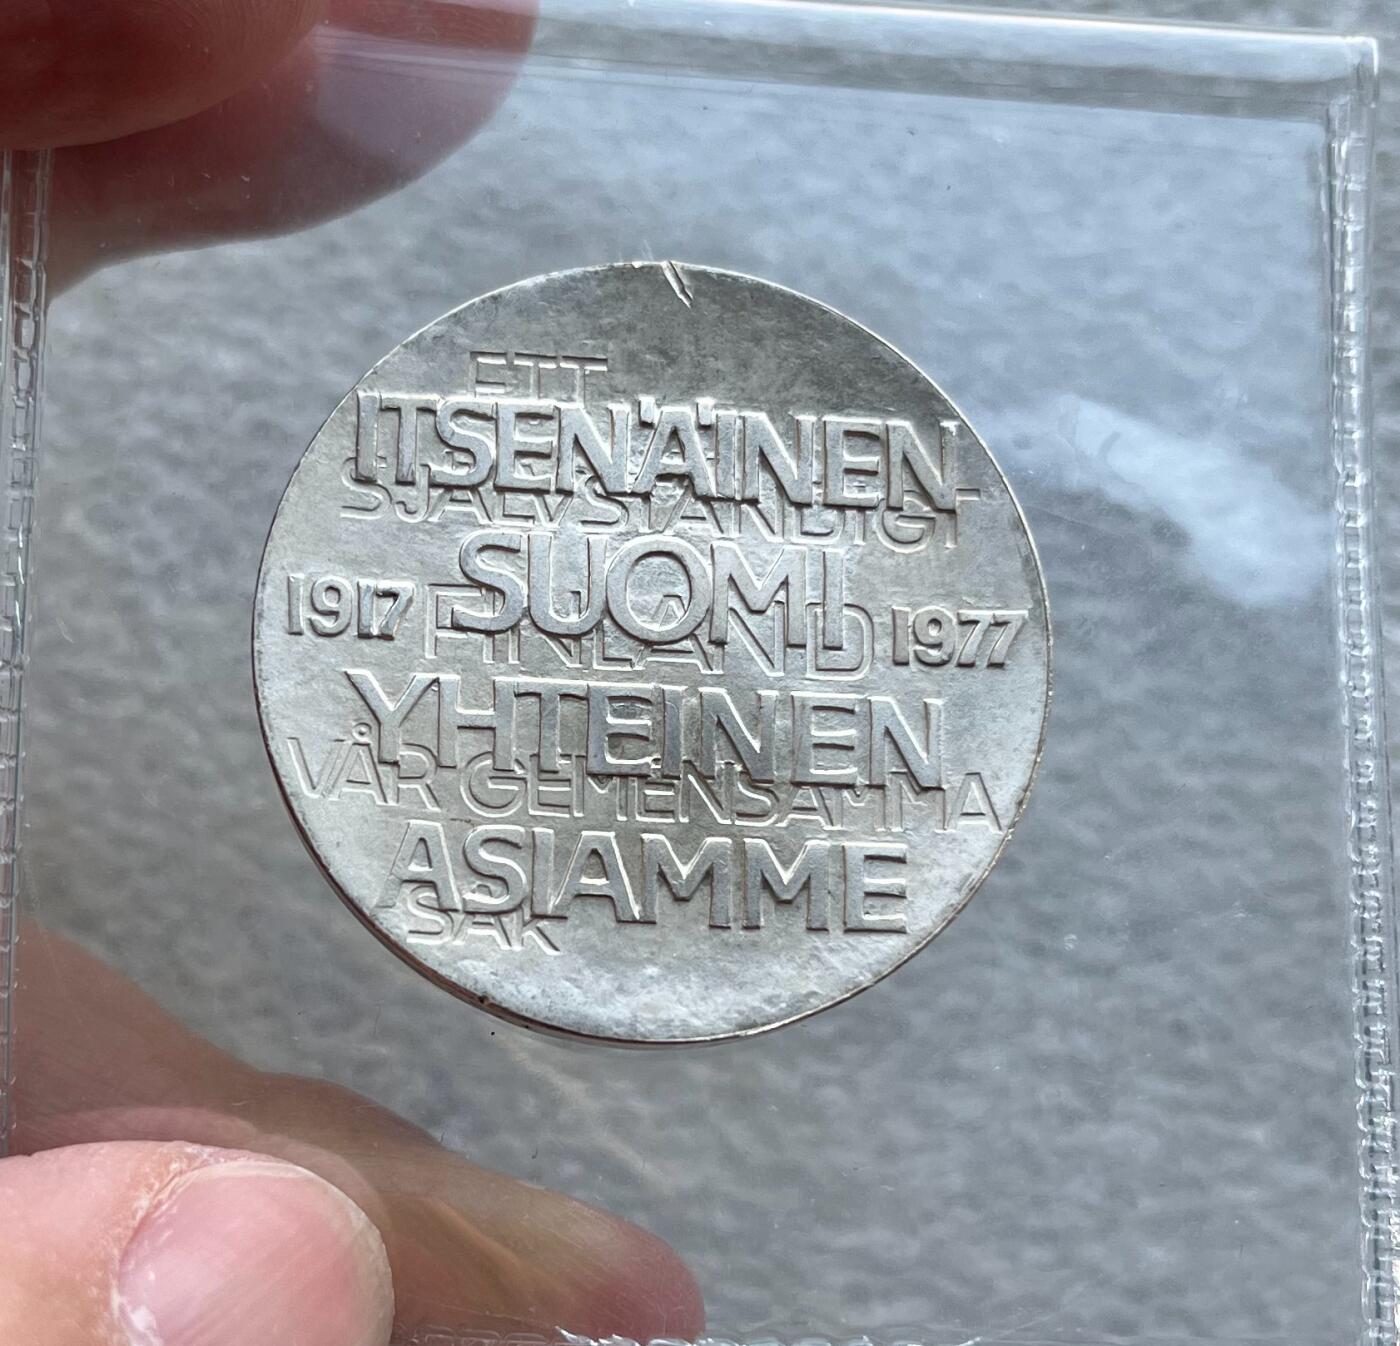 ETT
ITSENÄINEN
SJÄLVSTÄNDIGT
SUOMI
1917 FINLAND 1977
YHTEINEN
VÅR GEMENSAMMA
ASIAMME
SAK